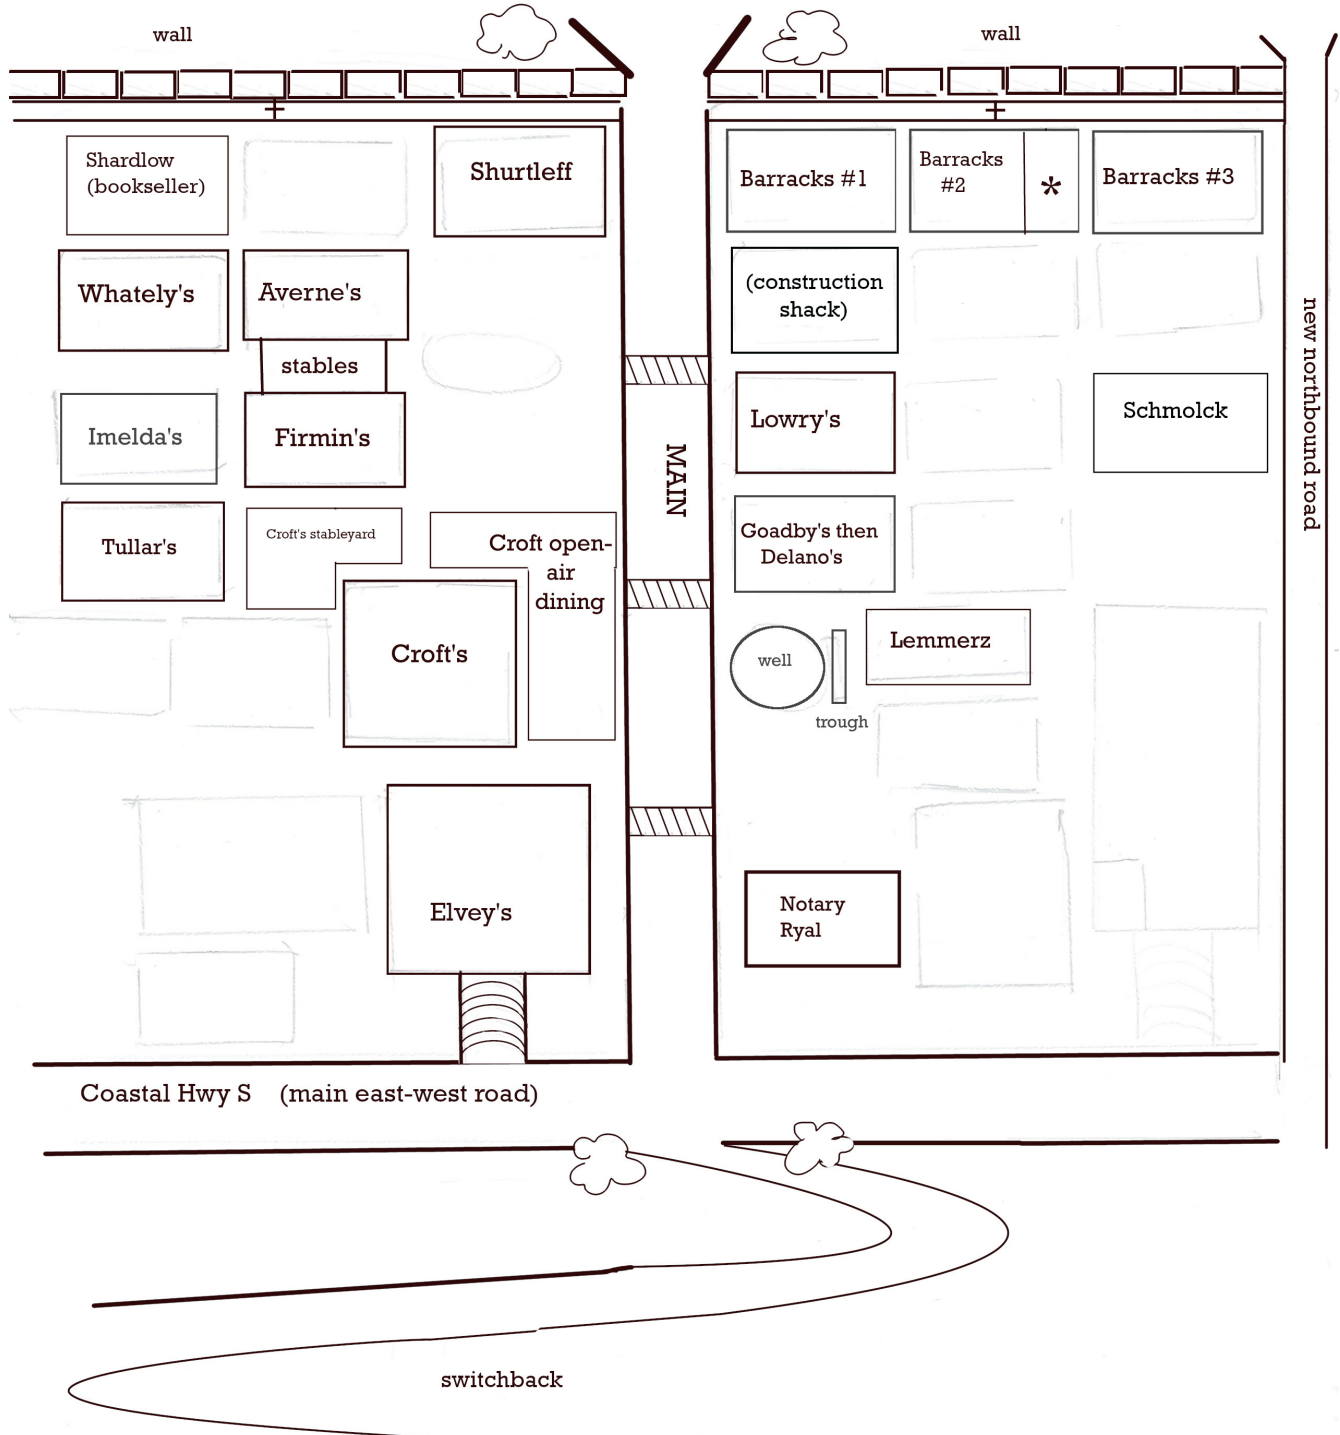 wall
wall
Shardlow
(bookseller)
Shurtleff
Barracks #1
Barracks
#2
*
Barracks #3
Whately's
Averne's
(construction
shack)
stables
new northbound road
Imelda's
Firmin's
MAIN
Lowry's
Schmolck
Tullar's
Croft's stableyard
Croft open-
air
dining
Goadby's then
Delano's
Croft's
well
trough
Lemmerz
Elvey's
Notary
Ryal
Coastal Hwy S (main east-west road)
switchback